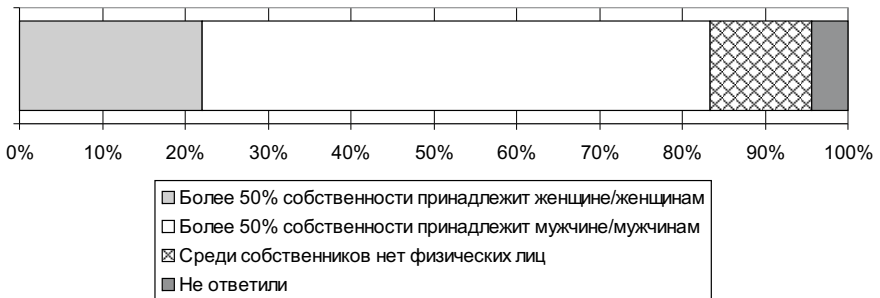 0% 10% 20% 30% 40% 50% 60% 70% 80% 90% 100%
Более 50% собственности принадлежит женщине/женщинам
Более 50% собственности принадлежит мужчине/мужчинам
Среди собственников нет физических лиц
Не ответили